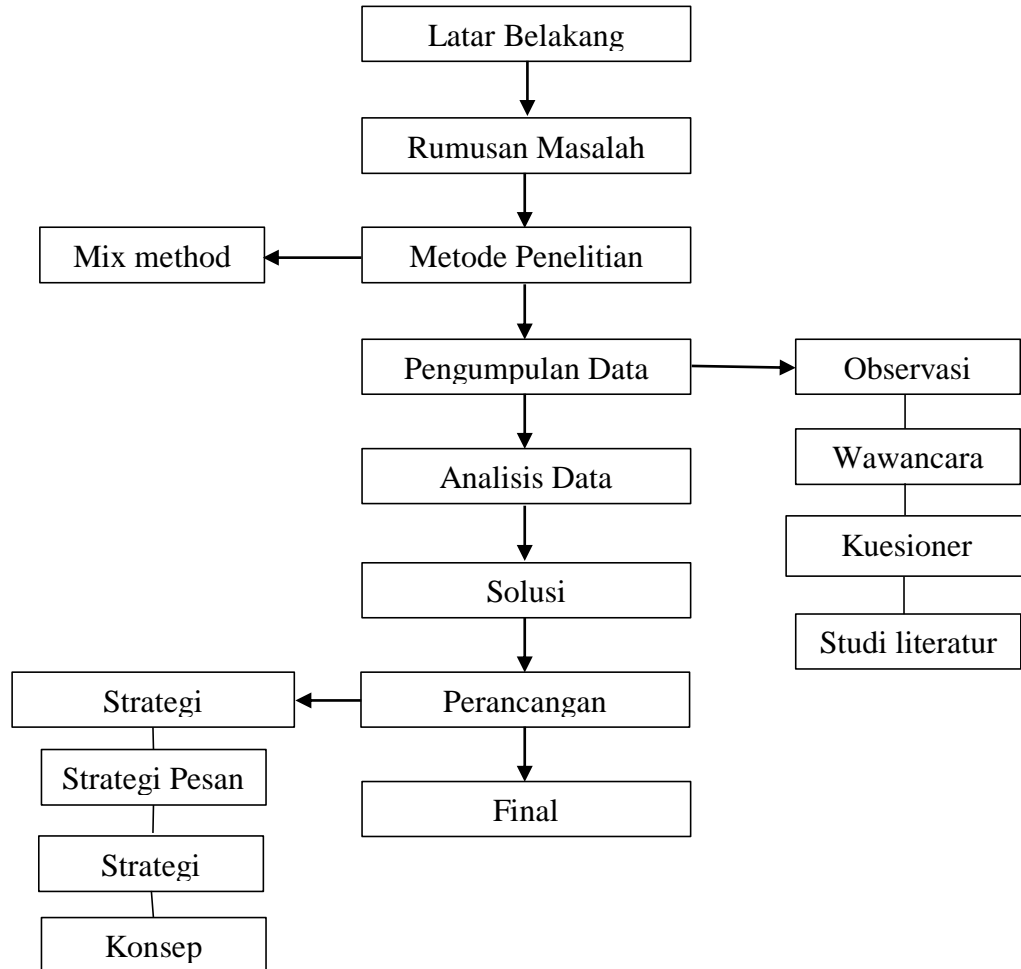 Latar Belakang
Rumusan Masalah
Mix method
Metode Penelitian
Pengumpulan Data
Observasi
Analisis Data
Wawancara
Kuesioner
Solusi
Studi literatur
Strategi
Perancangan
Strategi Pesan
Final
Strategi
Konsep